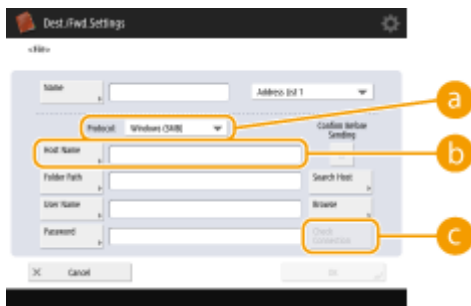 Dest./Fwd.Settings
<File>
Name
Address List 1
Protocol: Windows (SMB)
Confirm Before
Sending
Host Name
Folder Path
Search Host
User Name
Browse
Password
Check
Connection
× Cancel
OK
a
b
c